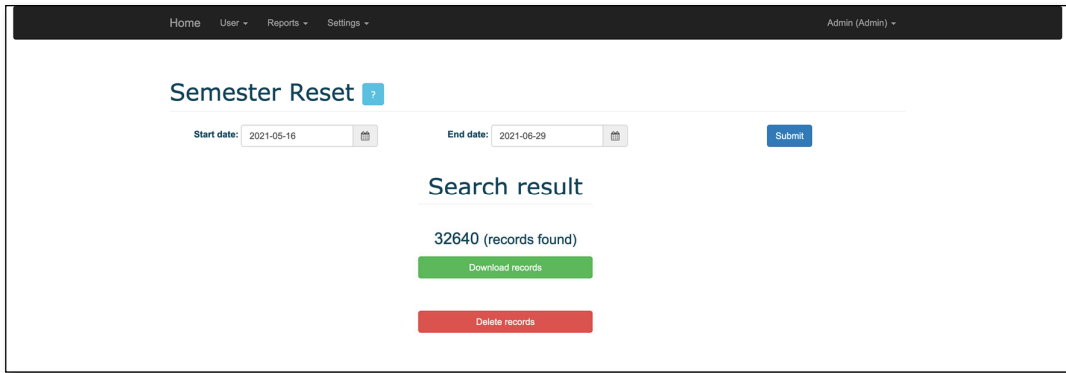 Home User Reports Settings Admin (Admin)
Semester Reset ?
Start date: 2021-05-16 End date: 2021-06-29 Submit
Search result
32640 (records found)
Download records
Delete records